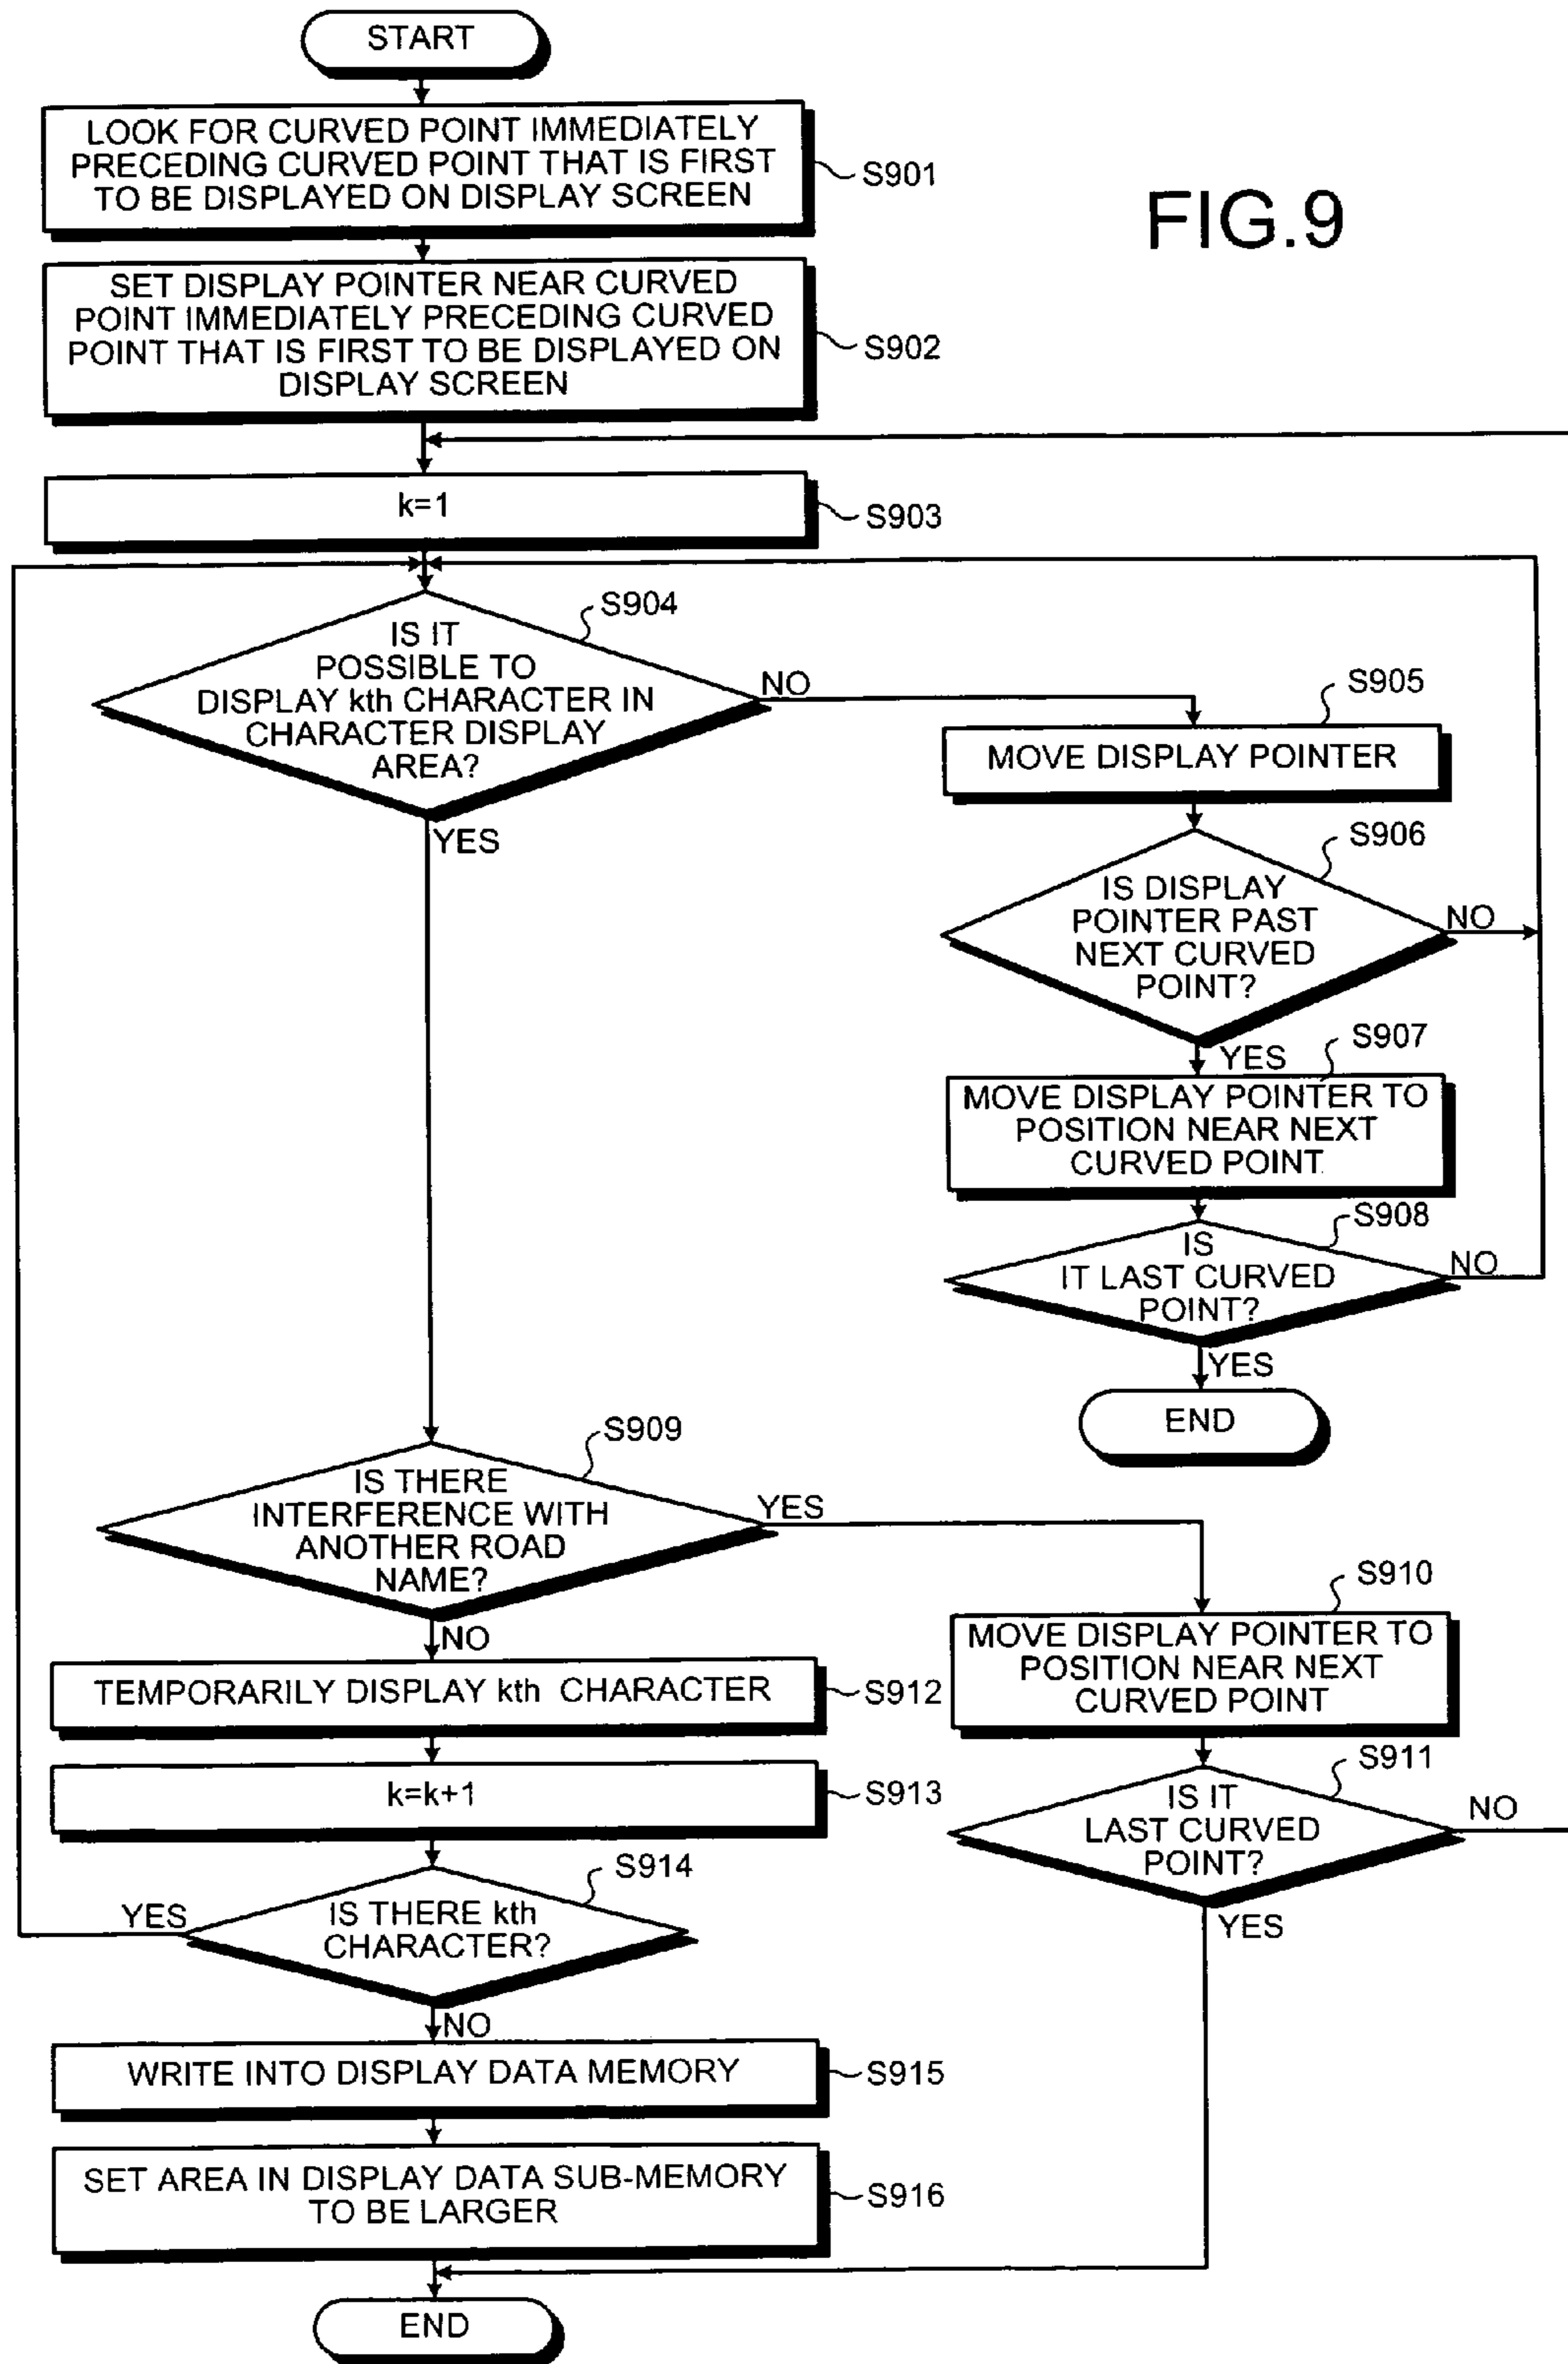 START
LOOK FOR CURVED POINT IMMEDIATELY
PRECEDING CURVED POINT THAT IS FIRST
TO BE DISPLAYED ON DISPLAY SCREEN
S901
FIG.9
SET DISPLAY POINTER NEAR CURVED
POINT IMMEDIATELY PRECEDING CURVED
POINT THAT IS FIRST TO BE DISPLAYED ON
DISPLAY SCREEN
S902
k=1
S903
S904
IS IT
POSSIBLE TO
DISPLAY kth CHARACTER IN
CHARACTER DISPLAY
AREA?
NO
YES
S905
MOVE DISPLAY POINTER
S906
IS DISPLAY
POINTER PAST
NEXT CURVED
POINT?
NO
YES
S907
MOVE DISPLAY POINTER TO
POSITION NEAR NEXT
CURVED POINT
S908
IS
IT LAST CURVED
POINT?
NO
YES
END
S909
IS THERE
INTERFERENCE WITH
ANOTHER ROAD
NAME?
YES
NO
S910
MOVE DISPLAY POINTER TO
POSITION NEAR NEXT
CURVED POINT
S911
IS IT
LAST CURVED
POINT?
NO
YES
TEMPORARILY DISPLAY kth CHARACTER
S912
k=k+1
S913
S914
IS THERE kth
CHARACTER?
YES
NO
WRITE INTO DISPLAY DATA MEMORY
S915
SET AREA IN DISPLAY DATA SUB-MEMORY
TO BE LARGER
S916
END